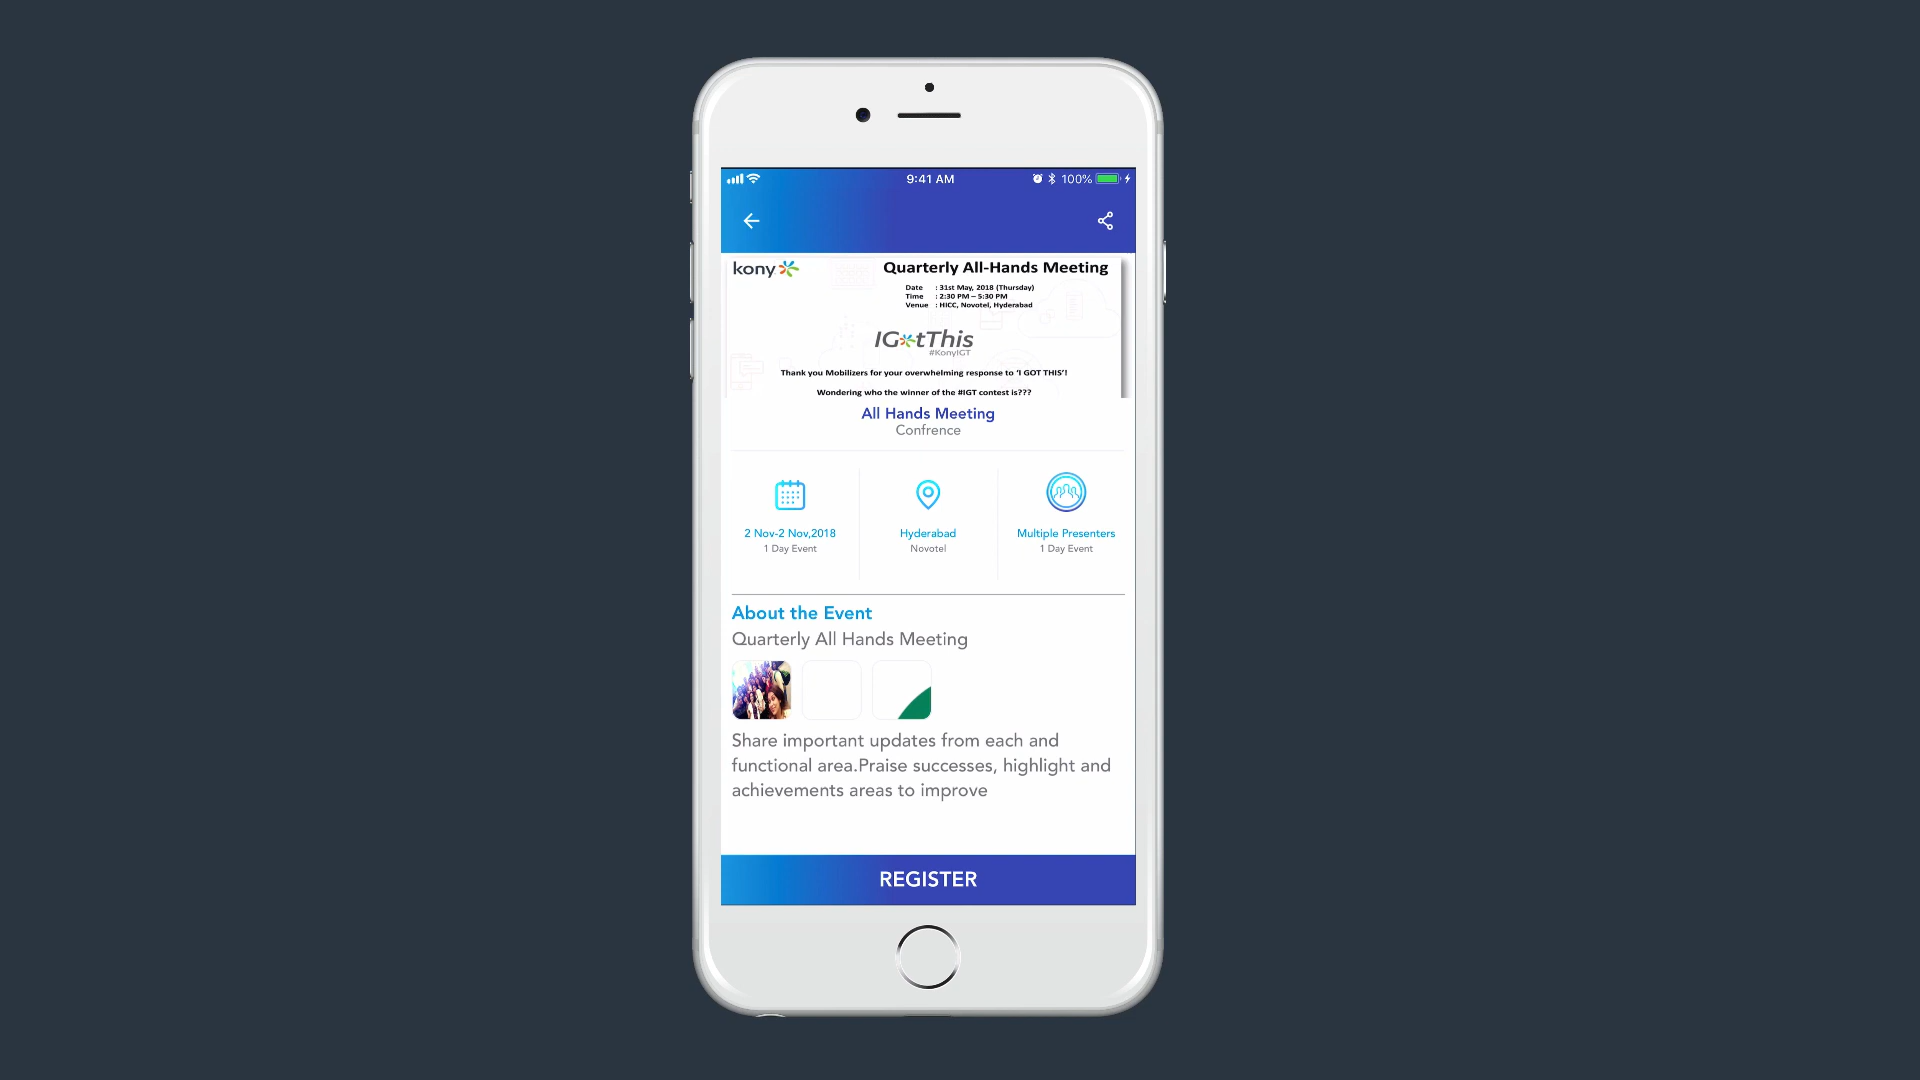 9:41 AM
100%
kony
Quarterly All-Hands Meeting
Date : 31st May, 2018 (Thursday)
Time : 2:30 PM – 5:30 PM
Venue : HICC, Novotel, Hyderabad
IGotThis
#KonyIGT
Thank you Mobilizers for your overwhelming response to 'I GOT THIS'!
Wondering who the winner of the #IGT contest is???
All Hands Meeting
Confrence
2 Nov-2 Nov,2018
1 Day Event
Hyderabad
Novotel
Multiple Presenters
1 Day Event
About the Event
Quarterly All Hands Meeting
Share important updates from each and
functional area.Praise successes, highlight and
achievements areas to improve
REGISTER